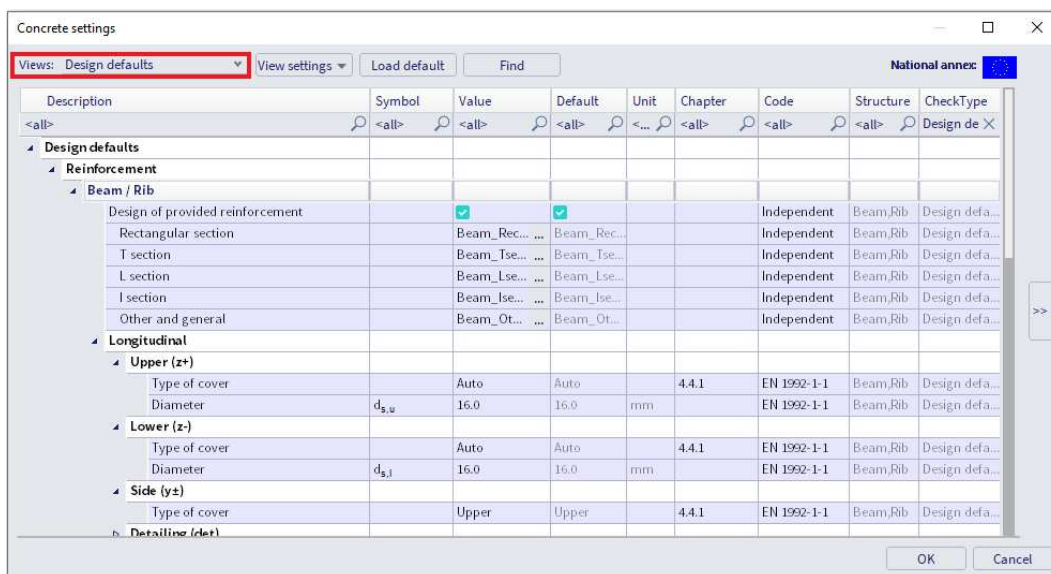 Concrete settings
Views: Design defaults View settings Load default Find National annex:
Description Symbol Value Default Unit Chapter Code Structure CheckType
<all> <all> <all> <all> <... <all> <all> <all> Design de
Design defaults
Reinforcement
Beam / Rib
Design of provided reinforcement Independent Beam,Rib Design defa...
Rectangular section Beam_Rec... ... Beam_Rec... Independent Beam,Rib Design defa...
T section Beam_Tse... ... Beam_Tse... Independent Beam,Rib Design defa...
L section Beam_Lse... ... Beam_Lse... Independent Beam,Rib Design defa...
I section Beam_Ise... ... Beam_Ise... Independent Beam,Rib Design defa...
Other and general Beam_Ot... ... Beam_Ot... Independent Beam,Rib Design defa...
Longitudinal
Upper (z+)
Type of cover Auto Auto 4.4.1 EN 1992-1-1 Beam,Rib Design defa...
Diameter ds,u 16.0 16.0 mm EN 1992-1-1 Beam,Rib Design defa...
Lower (z-)
Type of cover Auto Auto 4.4.1 EN 1992-1-1 Beam,Rib Design defa...
Diameter ds,l 16.0 16.0 mm EN 1992-1-1 Beam,Rib Design defa...
Side (y±)
Type of cover Upper Upper 4.4.1 EN 1992-1-1 Beam,Rib Design defa...
Detailing (det)
>>
OK Cancel